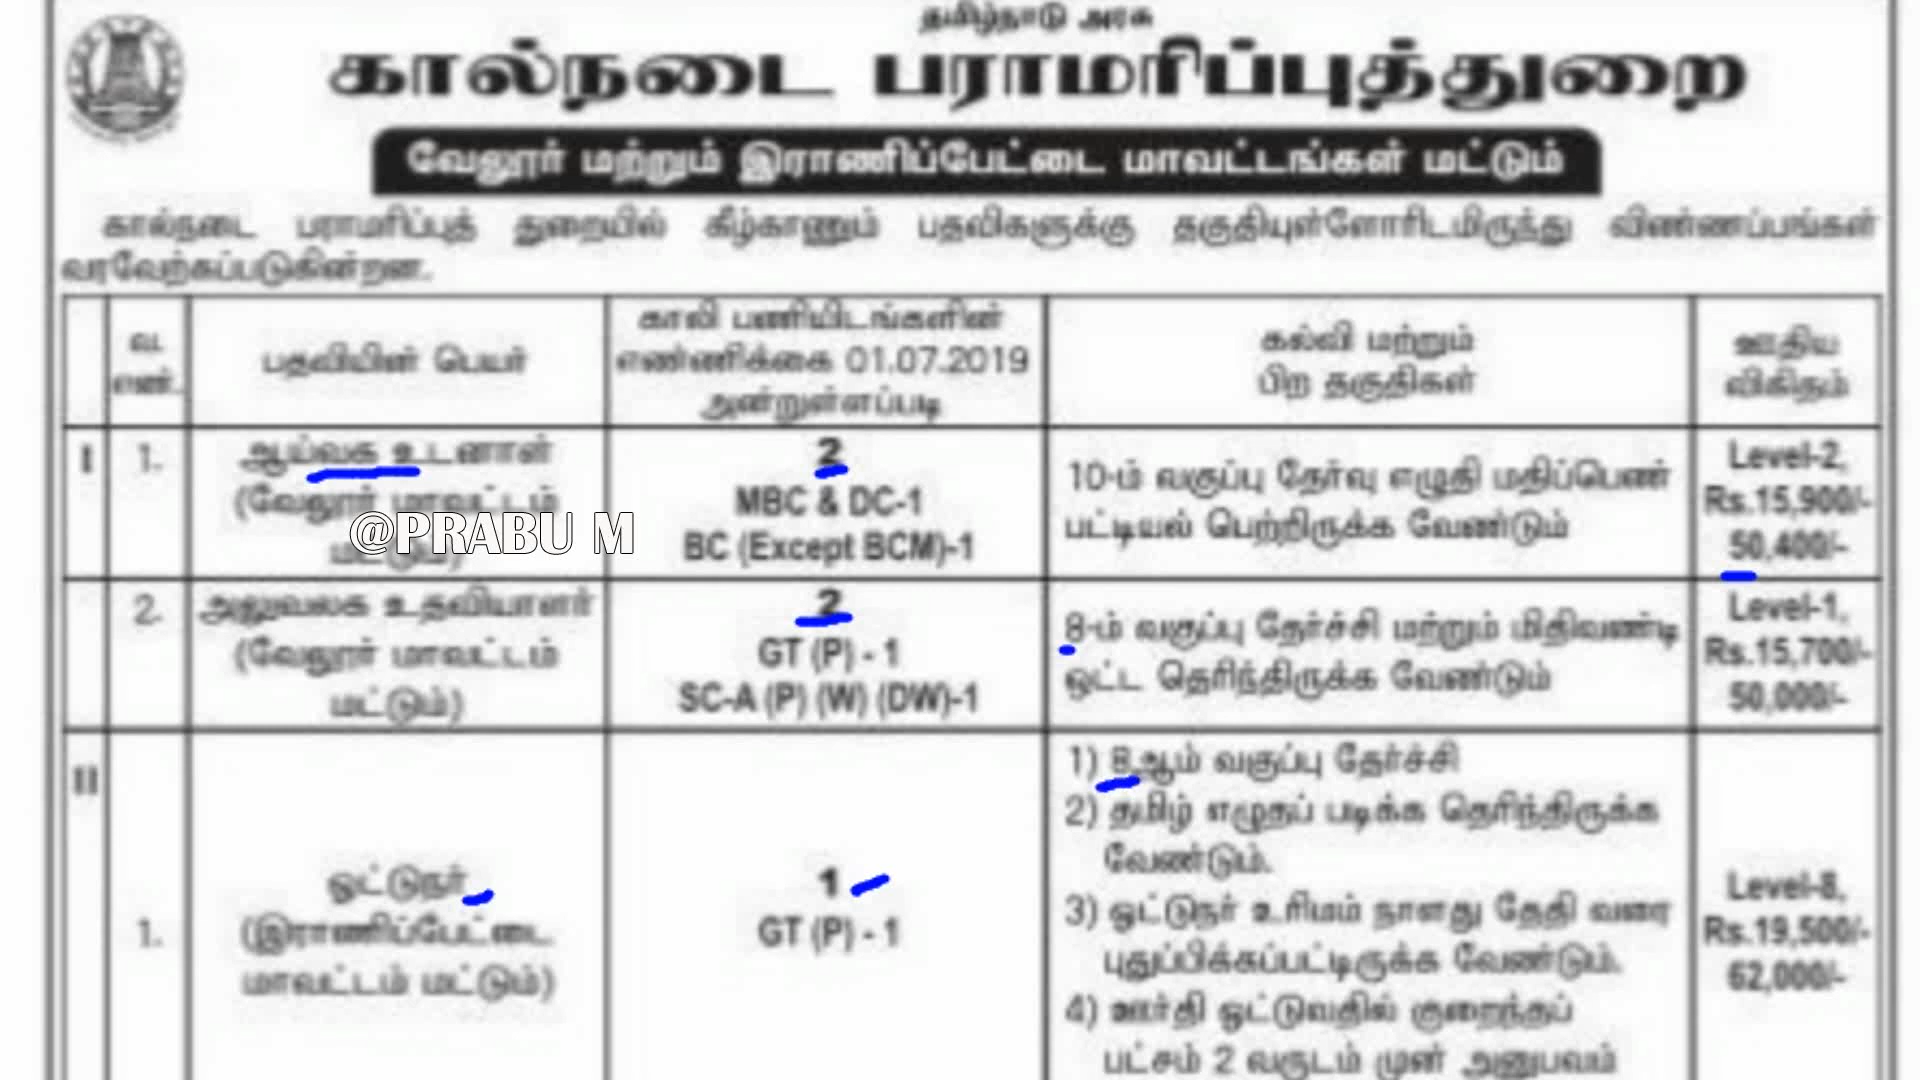 தமிழ்நாடு அரசு
கால்நடை பராமரிப்புத்துறை
வேலூர் மற்றும் இராணிப்பேட்டை மாவட்டங்கள் மட்டும்
கால்நடை பராமரிப்புத் துறையில் கீழ்காணும் பதவிகளுக்கு தகுதியுள்ளோரிடமிருந்து விண்ணப்பங்கள்
வரவேற்கப்படுகின்றன.
வ.
எண்.
பதவியின் பெயர்
காலி பணியிடங்களின்
எண்ணிக்கை 01.07.2019
அன்றுள்ளப்படி
கல்வி மற்றும்
பிற தகுதிகள்
ஊதிய
விகிதம்
I
1.
ஆய்வக உடனாள்
(வேலூர் மாவட்டம்
மட்டும்)
@PRABU M
2
MBC & DC-1
BC (Except BCM)-1
10-ம் வகுப்பு தேர்வு எழுதி மதிப்பெண்
பட்டியல் பெற்றிருக்க வேண்டும்
Level-2,
Rs.15,900/-
50,400/-
2.
அலுவலக உதவியாளர்
(வேலூர் மாவட்டம்
மட்டும்)
2
GT (P) - 1
SC-A (P) (W) (DW)-1
8-ம் வகுப்பு தேர்ச்சி மற்றும் மிதிவண்டி
ஓட்ட தெரிந்திருக்க வேண்டும்
Level-1,
Rs.15,700/-
50,000/-
II
1.
ஓட்டுநர்
(இராணிப்பேட்டை
மாவட்டம் மட்டும்)
1
GT (P) - 1
1) 8ஆம் வகுப்பு தேர்ச்சி
2) தமிழ் எழுதப் படிக்க தெரிந்திருக்க
வேண்டும்.
3) ஓட்டுநர் உரிமம் நாளது தேதி வரை
புதுப்பிக்கப்பட்டிருக்க வேண்டும்.
4) ஊர்தி ஓட்டுவதில் குறைந்தப்
பட்சம் 2 வருடம் முன் அனுபவம்
Level-8,
Rs.19,500/-
62,000/-